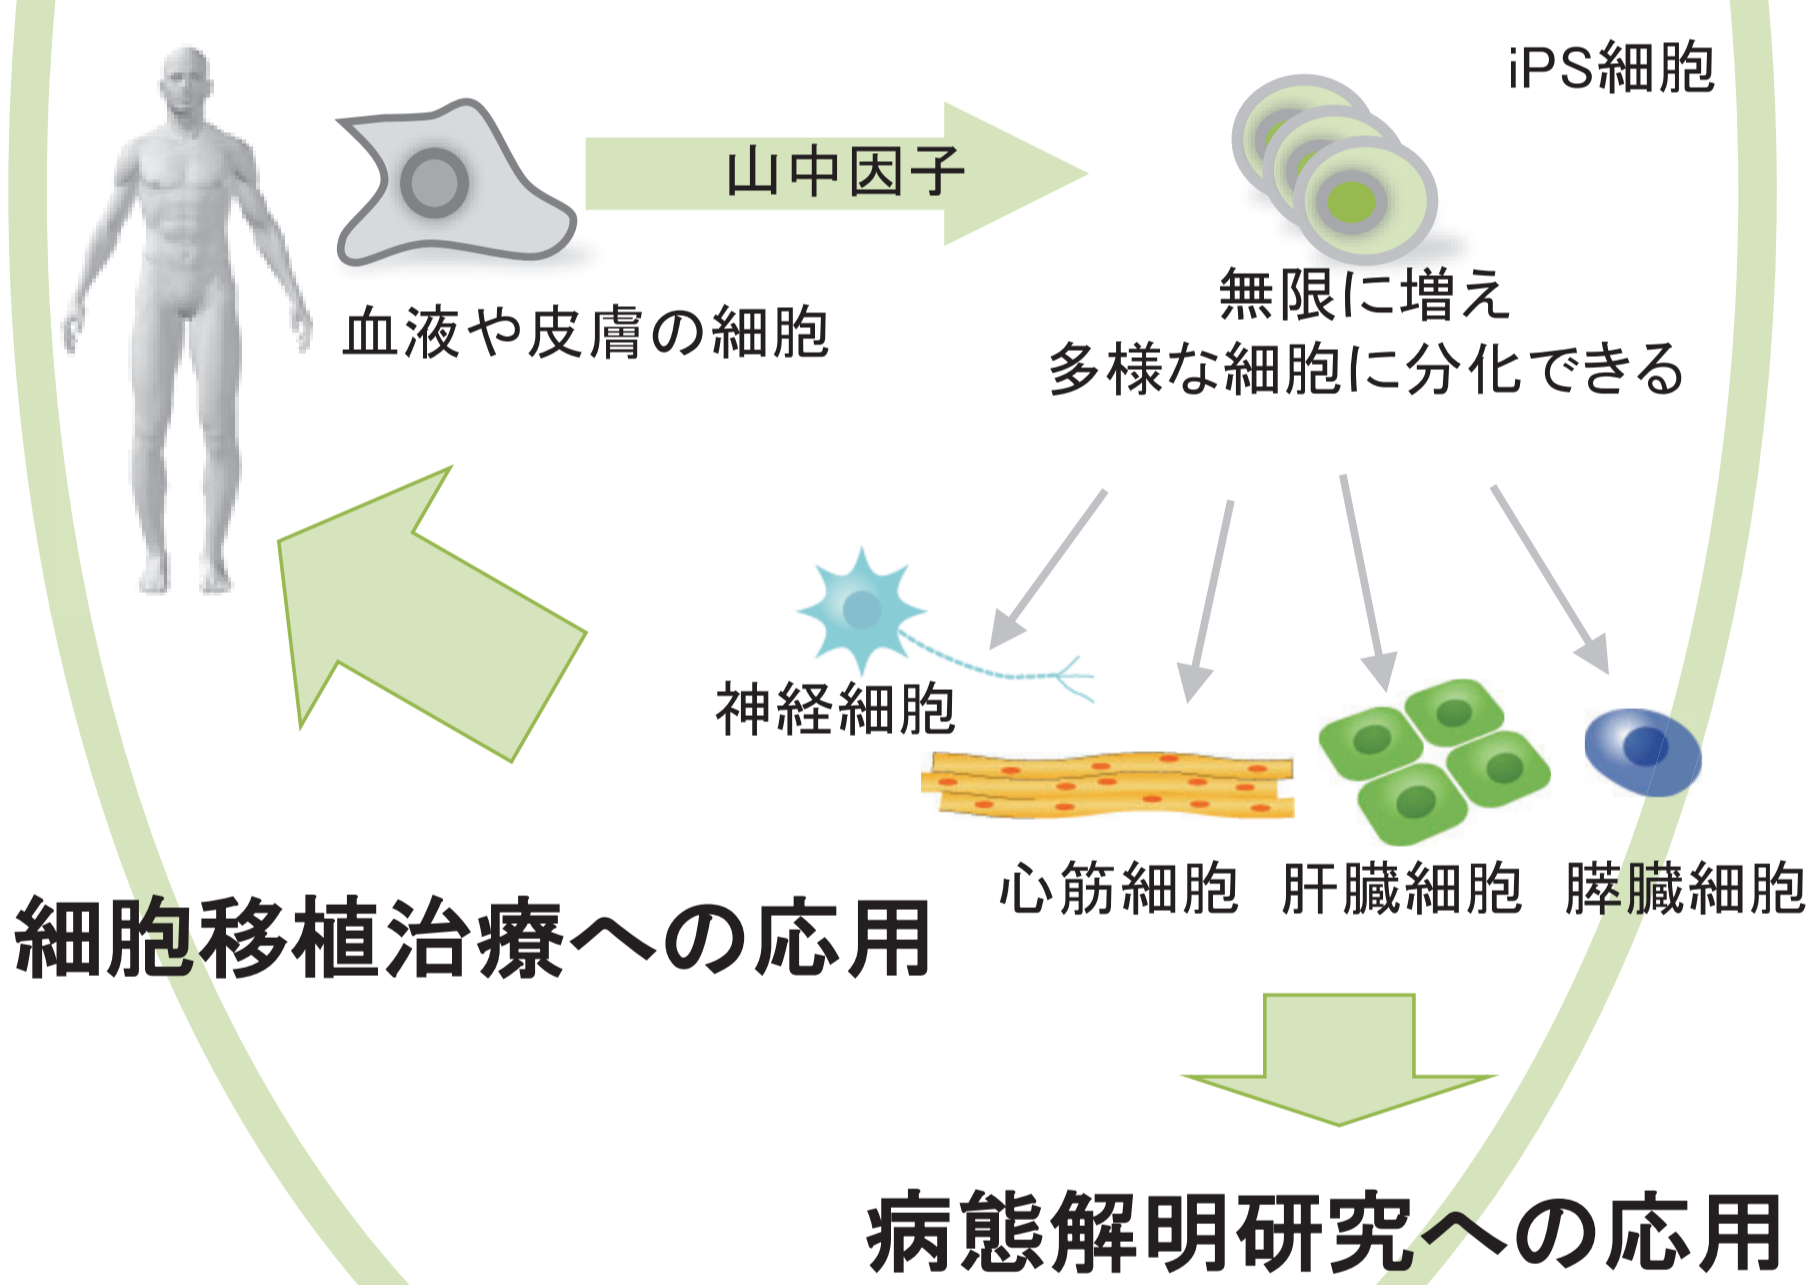 iPS細胞
山中因子
血液や皮膚の細胞
無限に増え
多様な細胞に分化できる
神経細胞
心筋細胞
肝臓細胞
膵臓細胞
細胞移植治療への応用
病態解明研究への応用